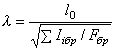 λ = l₀ / √(∑ Iᵢбр / Fбр)